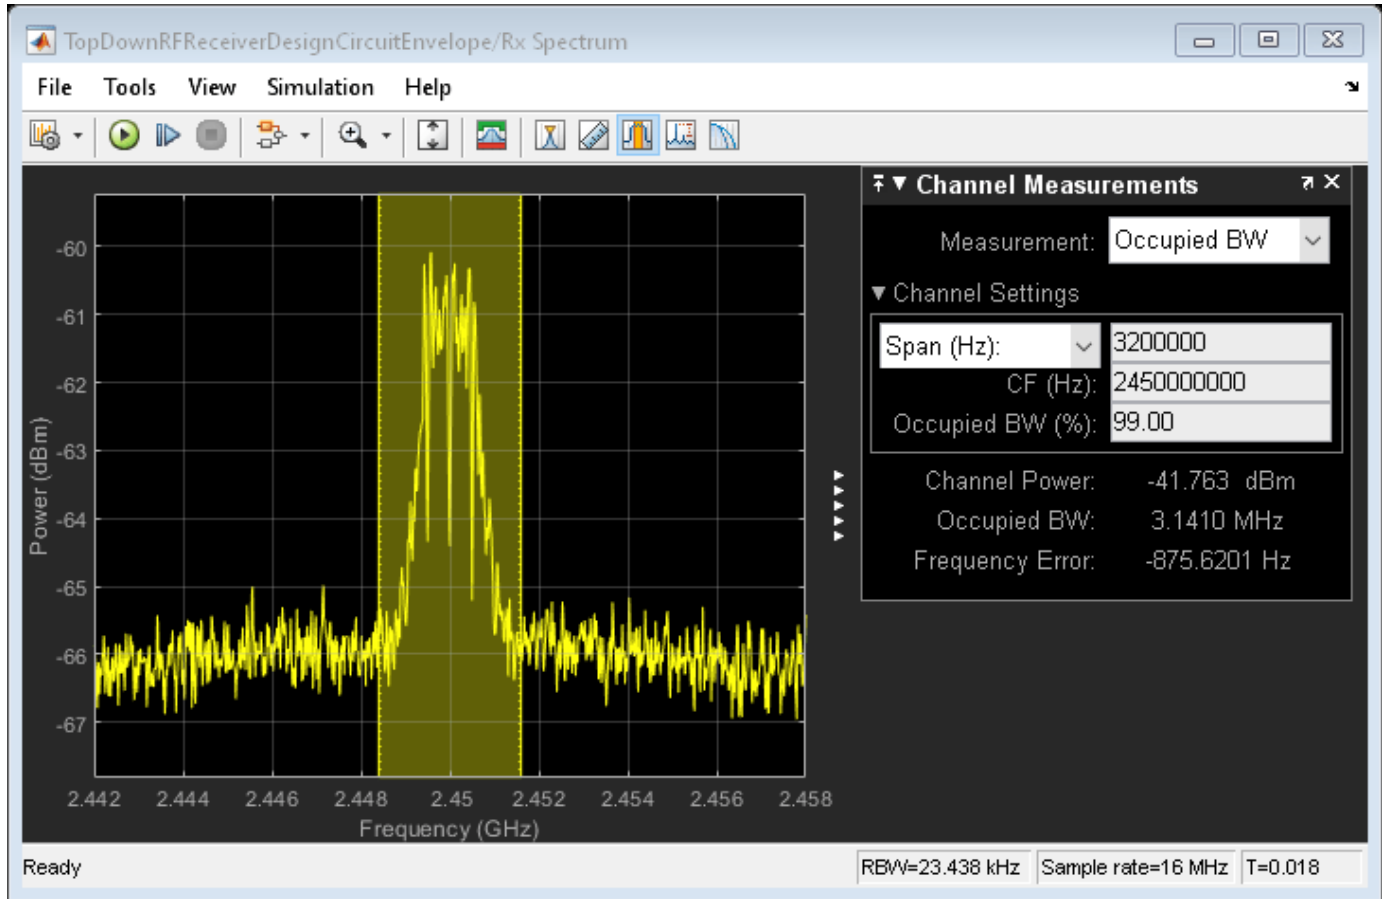 TopDownRFReceiverDesignCircuitEnvelope/Rx Spectrum
File Tools View Simulation Help
-60
-61
-62
-63
-64
-65
-66
-67
Power (dBm)
2.442 2.444 2.446 2.448 2.45 2.452 2.454 2.456 2.458
Frequency (GHz)
Channel Measurements
Measurement: Occupied BW
Channel Settings
Span (Hz): 3200000
CF (Hz): 2450000000
Occupied BW (%): 99.00
Channel Power: -41.763 dBm
Occupied BW: 3.1410 MHz
Frequency Error: -875.6201 Hz
Ready RBW=23.438 kHz Sample rate=16 MHz T=0.018